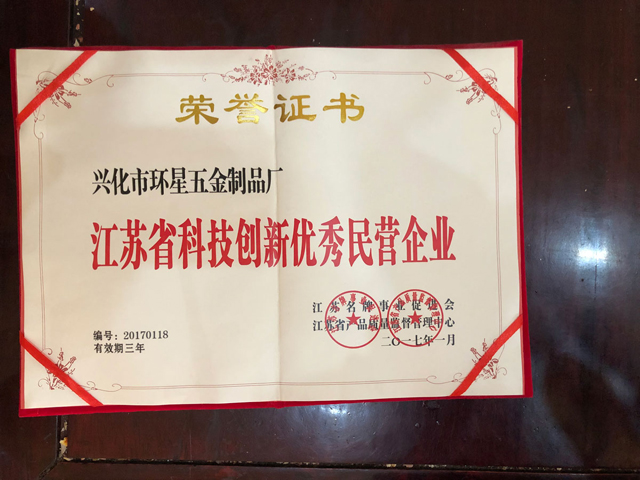 荣誉证书
兴化市环星五金制品厂
江苏省科技创新优秀民营企业
江苏名牌事业促进会
江苏省产品质量监督管理中心
编号：20170118
有效期三年
二〇一七年一月